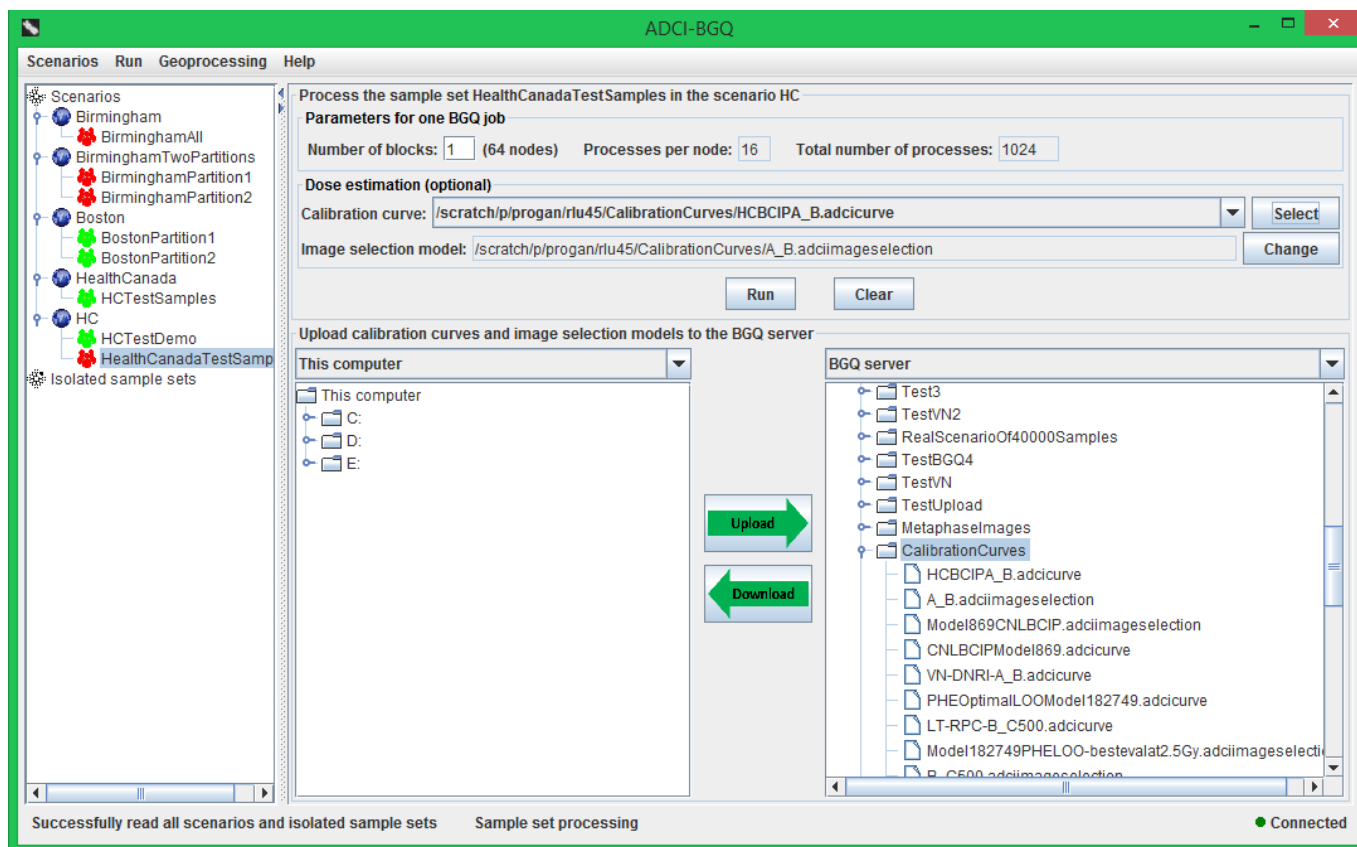 ADCI-BGQ
Scenarios Run Geoprocessing Help
Scenarios
Birmingham
BirminghamAll
BirminghamTwoPartitions
BirminghamPartition1
BirminghamPartition2
Boston
BostonPartition1
BostonPartition2
HealthCanada
HCTestSamples
HC
HCTestDemo
HealthCanadaTestSamp
Isolated sample sets
Process the sample set HealthCanadaTestSamples in the scenario HC
Parameters for one BGQ job
Number of blocks: 1 (64 nodes) Processes per node: 16 Total number of processes: 1024
Dose estimation (optional)
Calibration curve: /scratch/p/progan/rlu45/CalibrationCurves/HCBCIPA_B.adcicurve Select
Image selection model: /scratch/p/progan/rlu45/CalibrationCurves/A_B.adciimageselection Change
Run Clear
Upload calibration curves and image selection models to the BGQ server
This computer
This computer
C:
D:
E:
Upload
Download
BGQ server
Test3
TestVN2
RealScenarioOf40000Samples
TestBGQ4
TestVN
TestUpload
MetaphaseImages
CalibrationCurves
HCBCIPA_B.adcicurve
A_B.adciimageselection
Model869CNLBCIP.adciimageselection
CNLBCIPModel869.adcicurve
VN-DNRI-A_B.adcicurve
PHEOptimalLOOModel182749.adcicurve
LT-RPC-B_C500.adcicurve
Model182749PHELOO-bestevalat2.5Gy.adciimageselecti
B_C500.adciimageselection
Successfully read all scenarios and isolated sample sets Sample set processing Connected